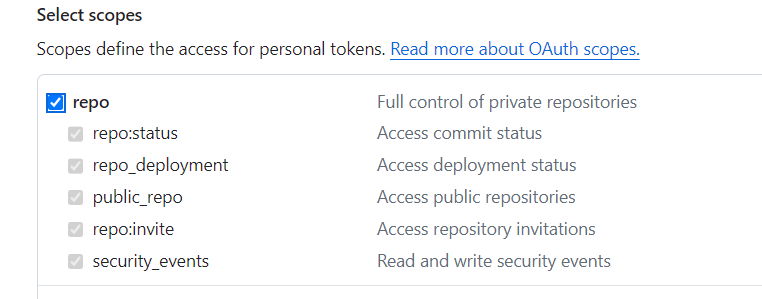 Select scopes
Scopes define the access for personal tokens. Read more about OAuth scopes.
repo Full control of private repositories
repo:status Access commit status
repo_deployment Access deployment status
public_repo Access public repositories
repo:invite Access repository invitations
security_events Read and write security events